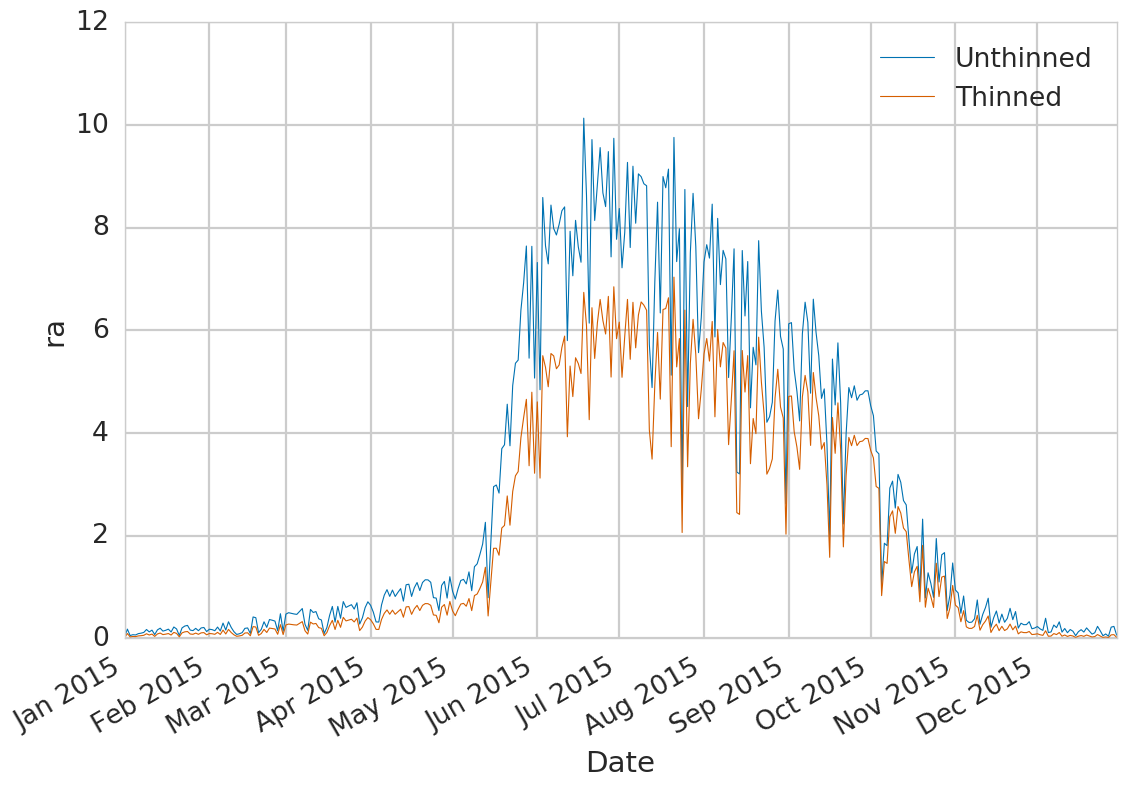 12
10
8
6
4
2
0
ra
Unthinned
Thinned
Jan 2015
Feb 2015
Mar 2015
Apr 2015
May 2015
Jun 2015
Jul 2015
Aug 2015
Sep 2015
Oct 2015
Nov 2015
Dec 2015
Date